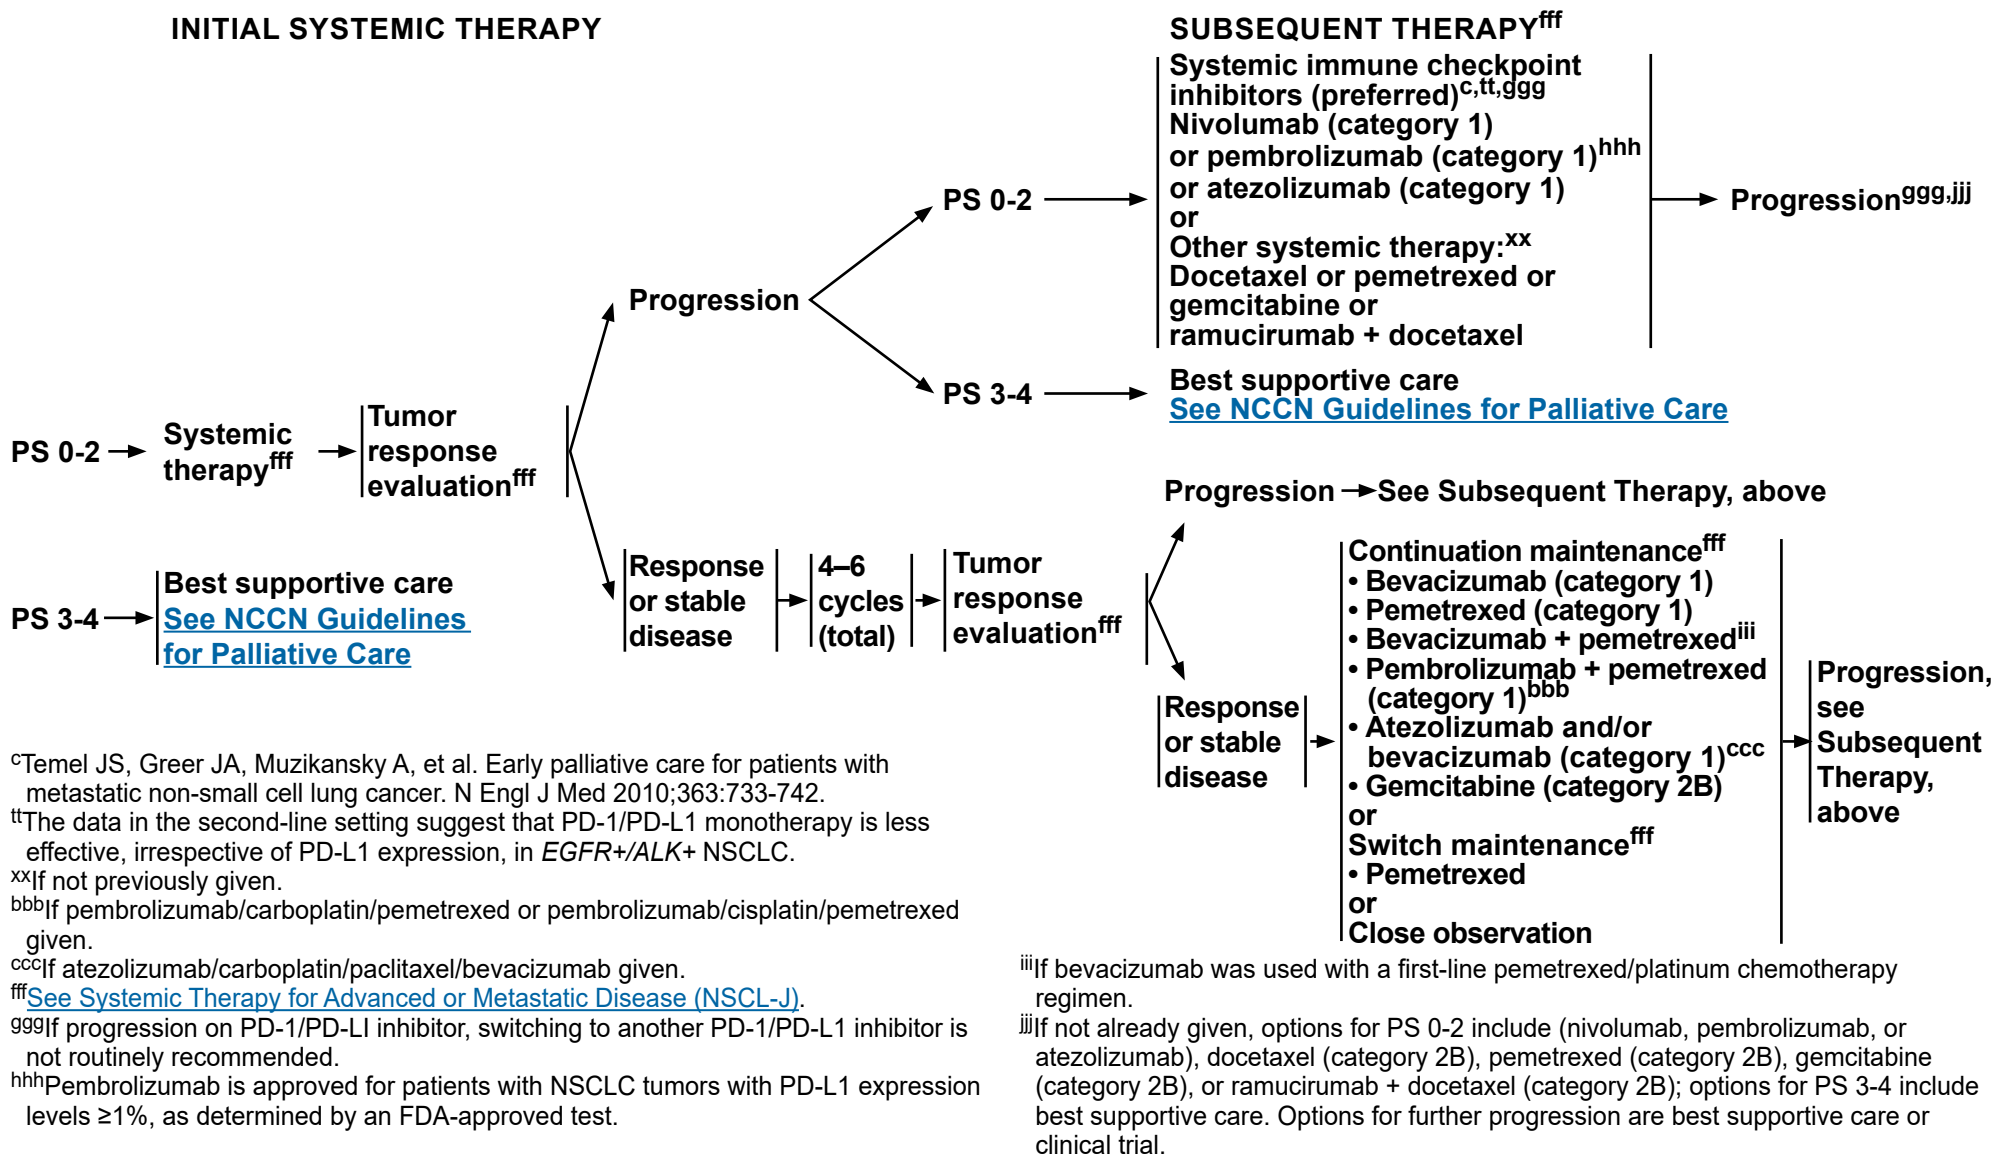 INITIAL SYSTEMIC THERAPY
SUBSEQUENT THERAPYfff
Systemic immune checkpoint
inhibitors (preferred)c,tt,ggg
Nivolumab (category 1)
or pembrolizumab (category 1)hhh
or atezolizumab (category 1)
or
Other systemic therapy:xx
Docetaxel or pemetrexed or
gemcitabine or
ramucirumab + docetaxel
PS 0-2
Progressionggg,jjj
Progression
PS 3-4
Best supportive care
See NCCN Guidelines for Palliative Care
PS 0-2
Systemic
therapyfff
Tumor
response
evaluationfff
Progression
See Subsequent Therapy, above
PS 3-4
Best supportive care
See NCCN Guidelines
for Palliative Care
Response
or stable
disease
4–6
cycles
(total)
Tumor
response
evaluationfff
Response
or stable
disease
Continuation maintenancefff
• Bevacizumab (category 1)
• Pemetrexed (category 1)
• Bevacizumab + pemetrexediii
• Pembrolizumab + pemetrexed
(category 1)bbb
• Atezolizumab and/or
bevacizumab (category 1)ccc
• Gemcitabine (category 2B)
or
Switch maintenancefff
• Pemetrexed
or
Close observation
Progression,
see
Subsequent
Therapy,
above
cTemel JS, Greer JA, Muzikansky A, et al. Early palliative care for patients with
metastatic non-small cell lung cancer. N Engl J Med 2010;363:733-742.
ttThe data in the second-line setting suggest that PD-1/PD-L1 monotherapy is less
effective, irrespective of PD-L1 expression, in EGFR+/ALK+ NSCLC.
xxIf not previously given.
bbbIf pembrolizumab/carboplatin/pemetrexed or pembrolizumab/cisplatin/pemetrexed
given.
cccIf atezolizumab/carboplatin/paclitaxel/bevacizumab given.
fffSee Systemic Therapy for Advanced or Metastatic Disease (NSCL-J).
gggIf progression on PD-1/PD-LI inhibitor, switching to another PD-1/PD-L1 inhibitor is
not routinely recommended.
hhhPembrolizumab is approved for patients with NSCLC tumors with PD-L1 expression
levels ≥1%, as determined by an FDA-approved test.
iiiIf bevacizumab was used with a first-line pemetrexed/platinum chemotherapy
regimen.
jjjIf not already given, options for PS 0-2 include (nivolumab, pembrolizumab, or
atezolizumab), docetaxel (category 2B), pemetrexed (category 2B), gemcitabine
(category 2B), or ramucirumab + docetaxel (category 2B); options for PS 3-4 include
best supportive care. Options for further progression are best supportive care or
clinical trial.